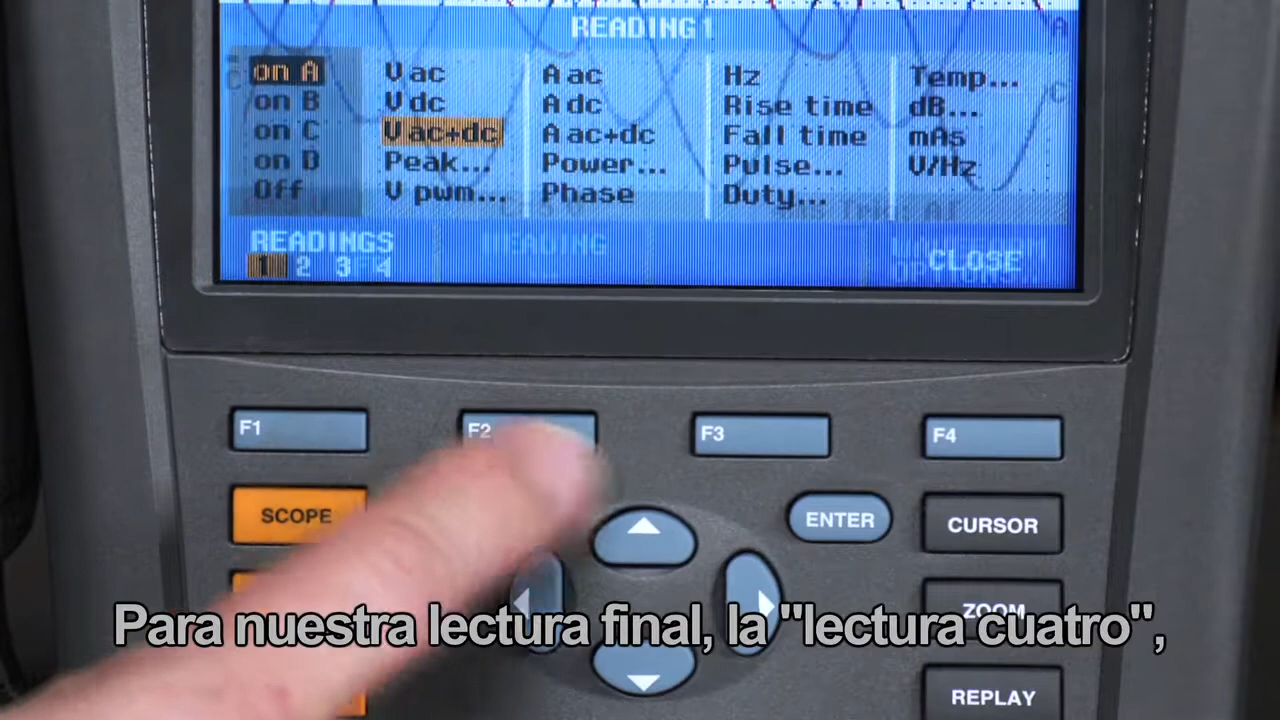 READING 1
on A V ac A ac Hz Temp...
on B V dc A dc Rise time dB...
on C V ac+dc A ac+dc Fall time mAs
on D Peak... Power... Pulse... V/Hz
Off V pwm... Phase Duty...
READINGS READING
1 2 3 4 CLOSE
F1 F2 F3 F4
SCOPE ENTER CURSOR
ZOOM
Para nuestra lectura final, la "lectura cuatro",
REPLAY